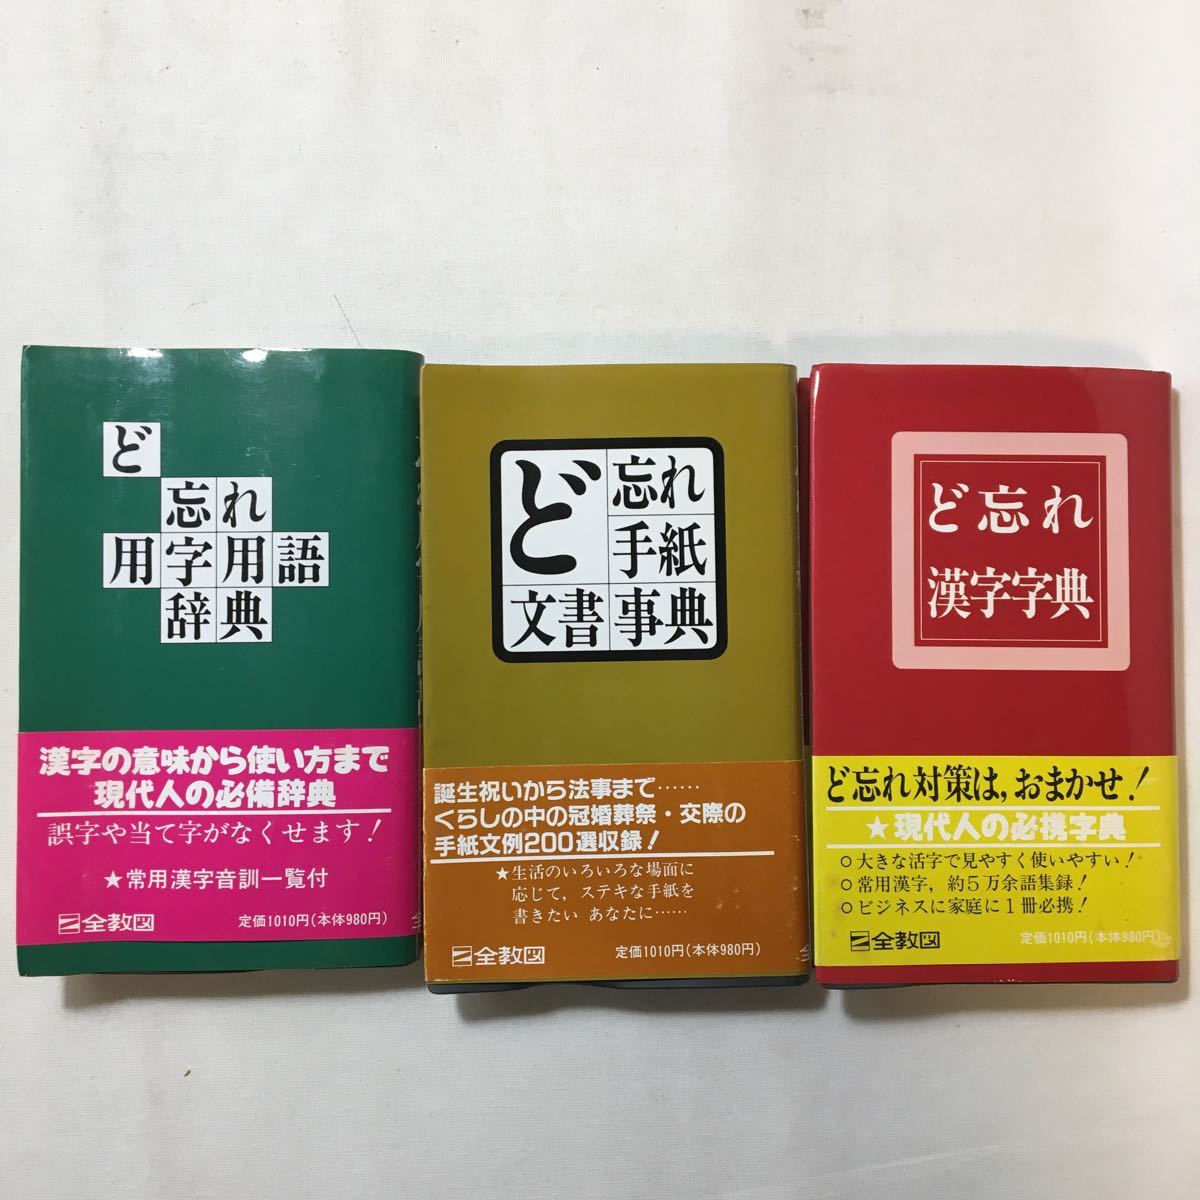 ど
忘れ
用字用語
辞典
漢字の意味から使い方まで
現代人の必備辞典
誤字や当て字がなくせます!
★常用漢字音訓一覧付
全教図
定価1010円(本体980円)
ど忘れ
手紙
文書事典
誕生祝いから法事まで……
くらしの中の冠婚葬祭・交際の
手紙文例200選収録!
★生活のいろいろな場面に
応じて,ステキな手紙を
書きたい あなたに……
全教図
定価1010円(本体980円)
ど忘れ
漢字字典
ど忘れ対策は,おまかせ!
★現代人の必携字典
○大きな活字で見やすく使いやすい!
○常用漢字,約5万余語集録!
○ビジネスに家庭に1冊必携!
全教図
定価1010円(本体980円)